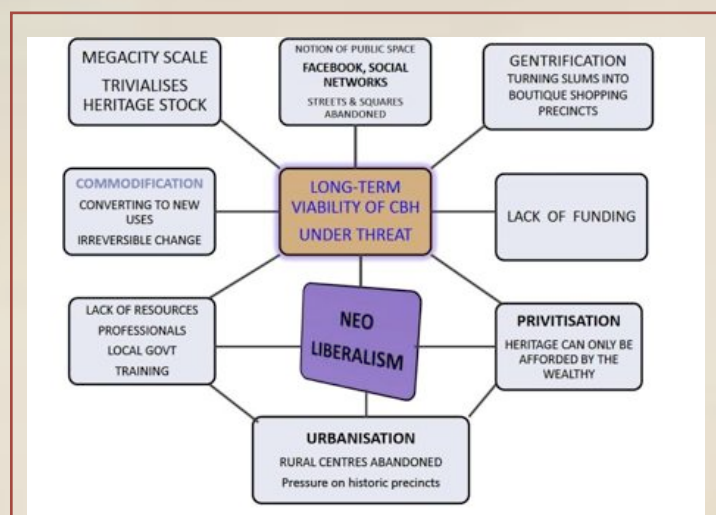 MEGACITY SCALE
TRIVIALISES
HERITAGE STOCK
NOTION OF PUBLIC SPACE
FACEBOOK, SOCIAL
NETWORKS
STREETS & SQUARES
ABANDONED
GENTRIFICATION
TURNING SLUMS INTO
BOUTIQUE SHOPPING
PRECINCTS
COMMODIFICATION
CONVERTING TO NEW
USES
IRREVERSIBLE CHANGE
LONG-TERM
VIABILITY OF CBH
UNDER THREAT
LACK OF FUNDING
LACK OF RESOURCES
PROFESSIONALS
LOCAL GOVT
TRAINING
NEO
LIBERALISM
PRIVITISATION
HERITAGE CAN ONLY BE
AFFORDED BY THE
WEALTHY
URBANISATION
RURAL CENTRES ABANDONED
Pressure on historic precincts